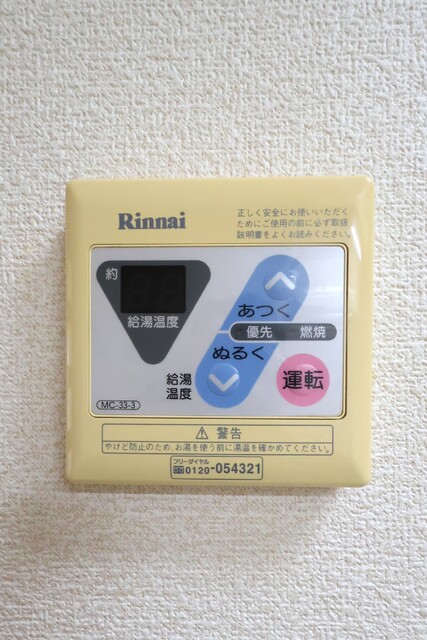 Rinnai
正しく安全にお使いいただく
ためにご使用の前に必ず取扱
説明書をよくお読みください。
約
給湯温度
あつく
優先 燃焼
ぬるく
給湯
温度
運転
MC-33-3
⚠ 警告
やけど防止のため、お湯を使う前に湯温を確かめてください。
フリーダイヤル
0120-054321